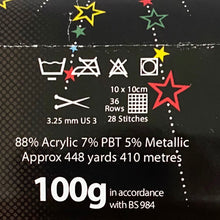 10 x 10cm
36
Rows
3.25 mm US 3
28 Stitches
88% Acrylic 7% PBT 5% Metallic
Approx 448 yards 410 metres
100g in accordance
with BS 984